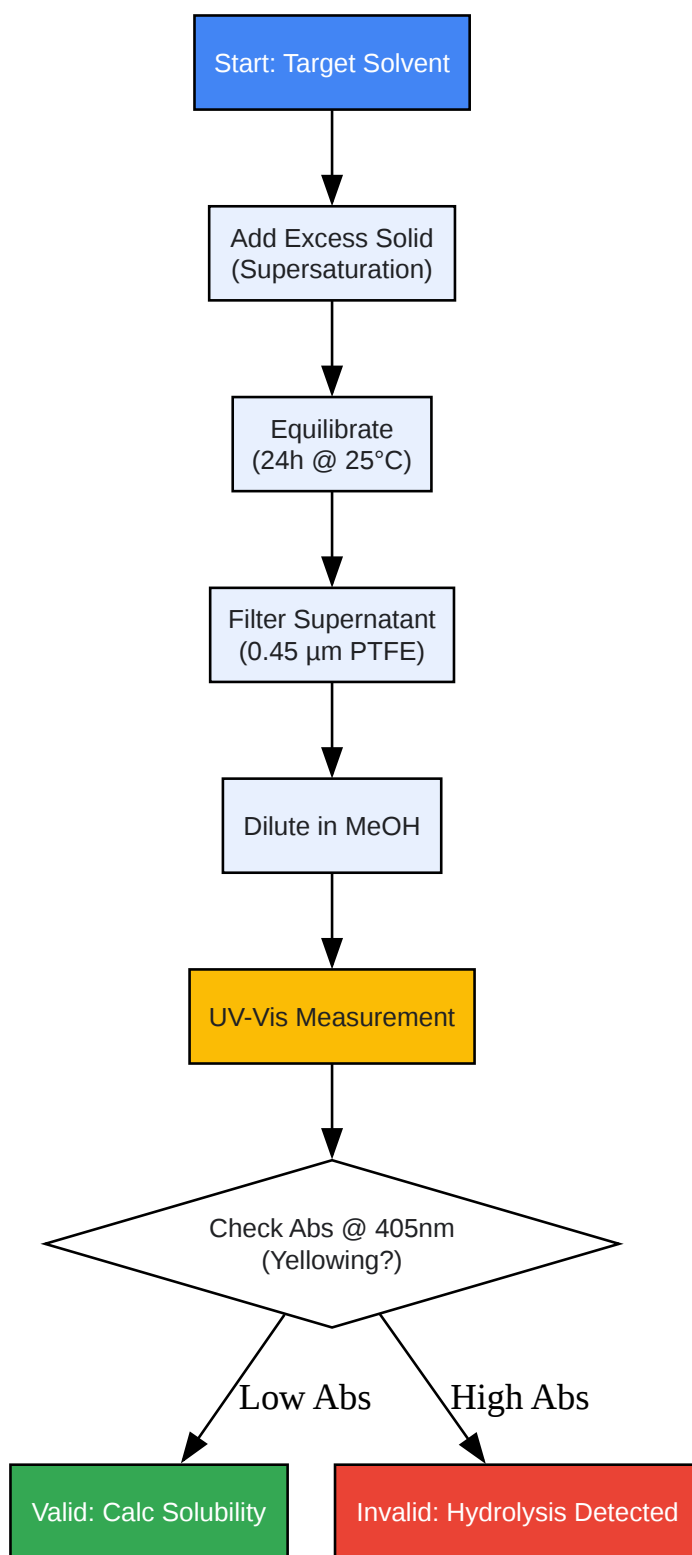 Start: Target Solvent
Add Excess Solid
(Supersaturation)
Equilibrate
(24h @ 25°C)
Filter Supernatant
(0.45 µm PTFE)
Dilute in MeOH
UV-Vis Measurement
Check Abs @ 405nm
(Yellowing?)
Low Abs
High Abs
Valid: Calc Solubility
Invalid: Hydrolysis Detected